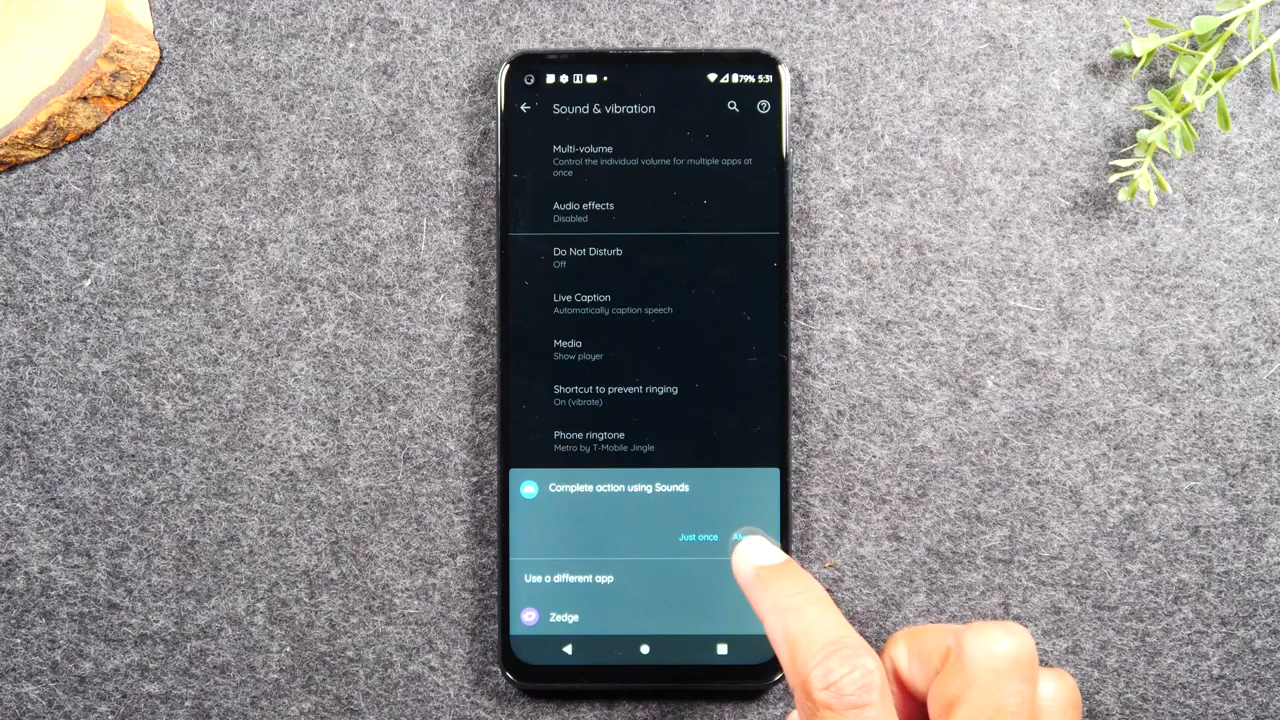 79% 5:31
Sound & vibration
Multi-volume
Control the individual volume for multiple apps at
once
Audio effects
Disabled
Do Not Disturb
Off
Live Caption
Automatically caption speech
Media
Show player
Shortcut to prevent ringing
On (vibrate)
Phone ringtone
Metro by T-Mobile Jingle
Complete action using Sounds
Just once
Use a different app
Zedge